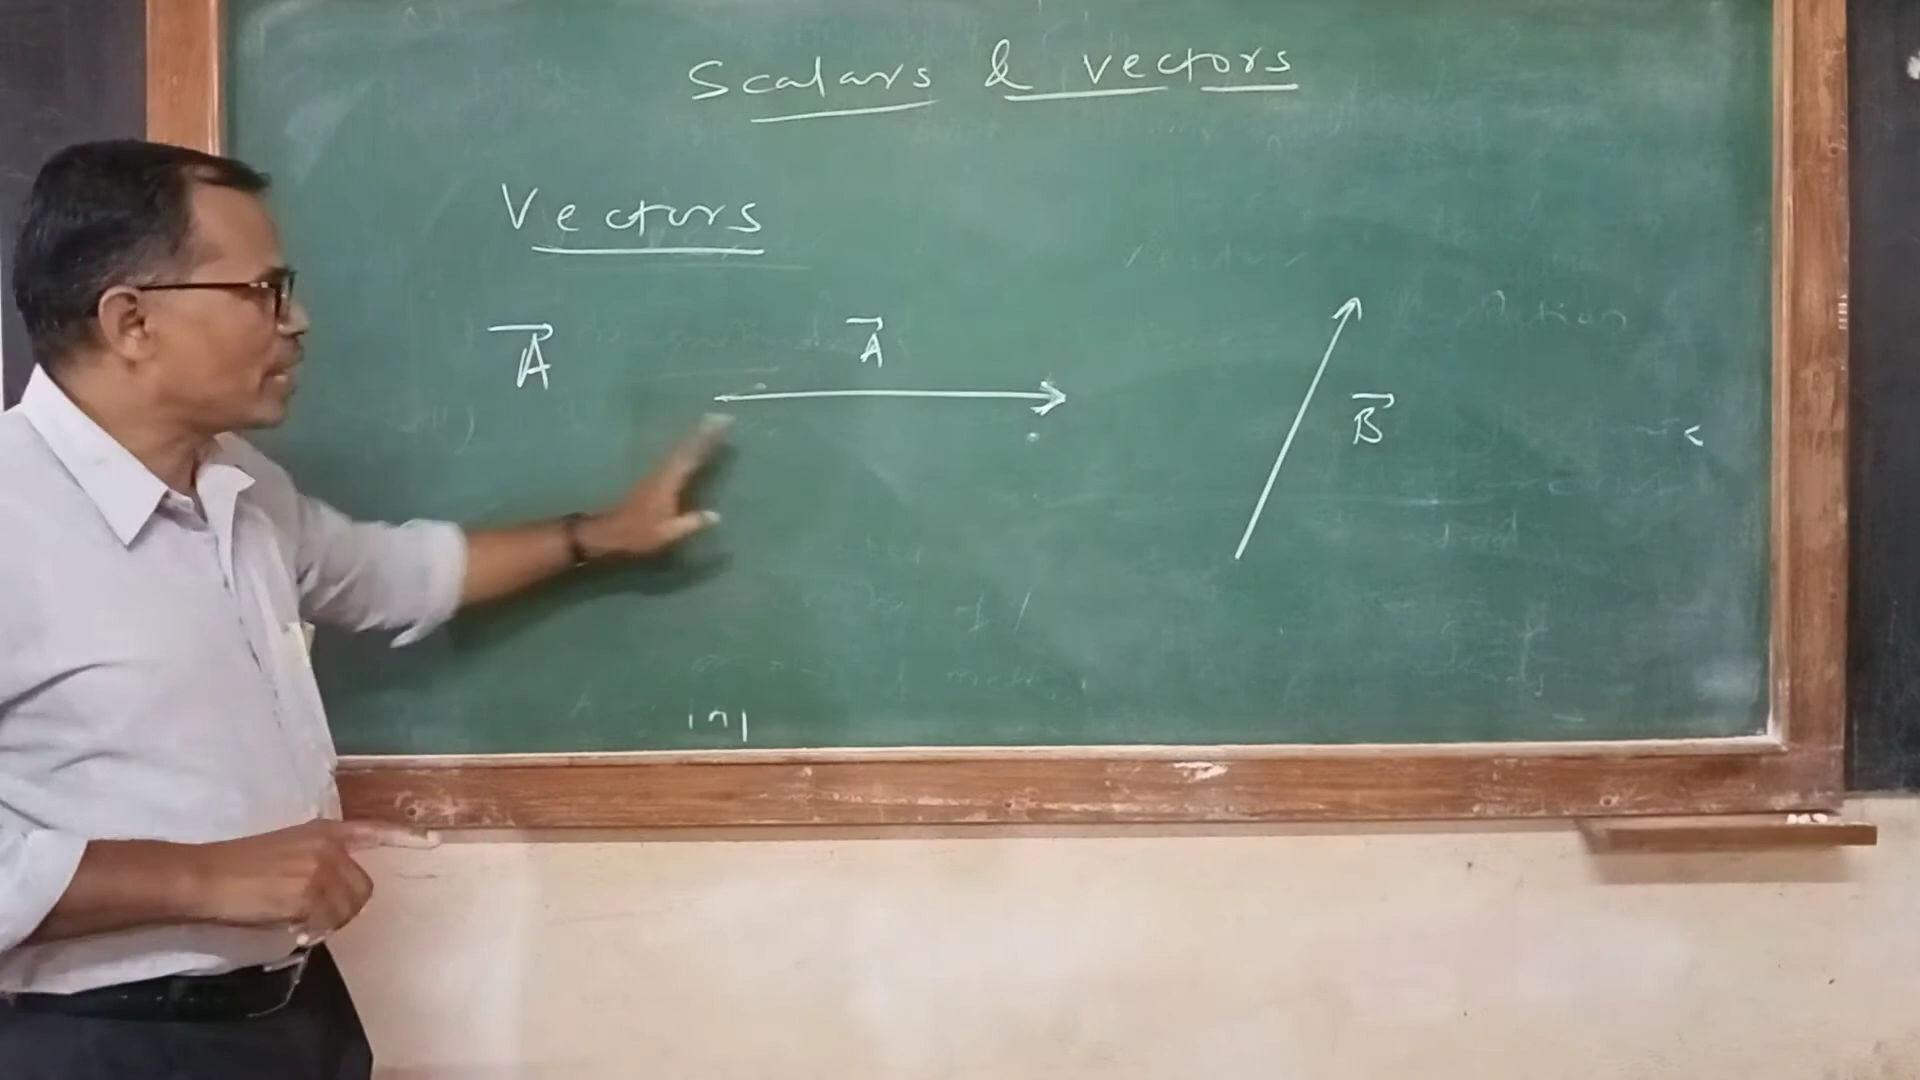 Scalars & vectors
Vectors
A⃗
A⃗
B⃗